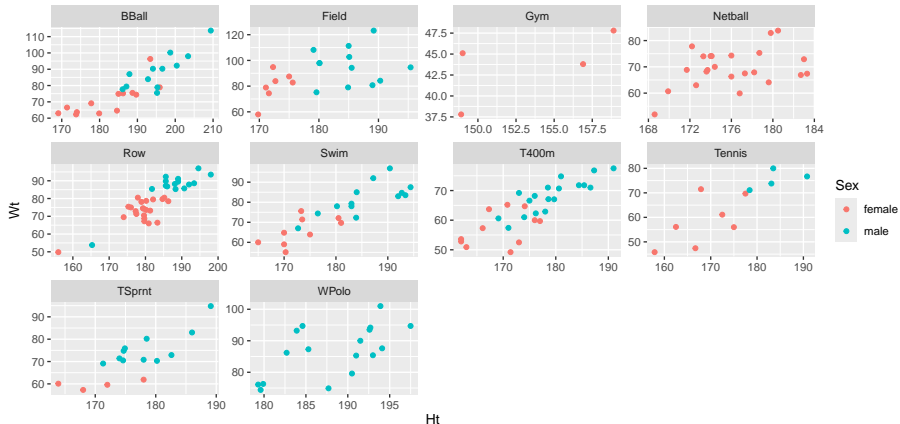 BBall Field Gym Netball
110
100
90
80
70
60
170 180 190 200 210
120
100
80
60
170 180 190
47.5
45.0
42.5
40.0
37.5
150.0 152.5 155.0 157.5
80
70
60
50
168 172 176 180 184
Row Swim T400m Tennis
90
80
70
60
50
160 170 180 190 200
90
80
70
60
170 180 190
70
60
50
170 180 190
80
70
60
50
160 170 180 190
TSprnt WPolo
90
80
70
60
170 180 190
100
90
80
180 185 190 195
Ht
Wt
Sex
female
male